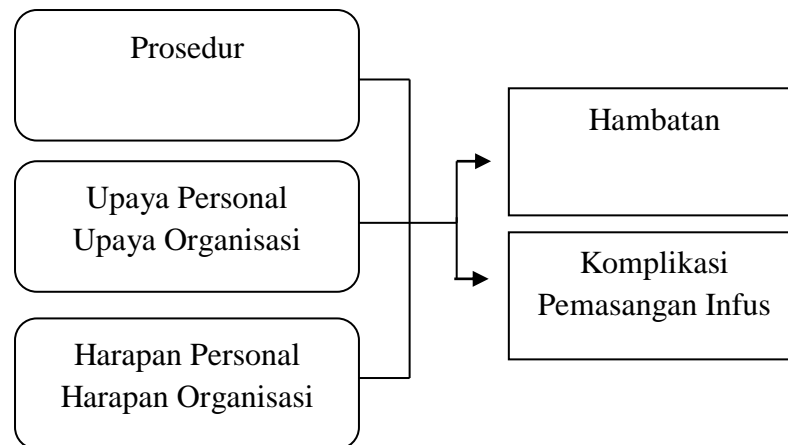 Prosedur
Upaya Personal
Upaya Organisasi
Harapan Personal
Harapan Organisasi
Hambatan
Komplikasi
Pemasangan Infus